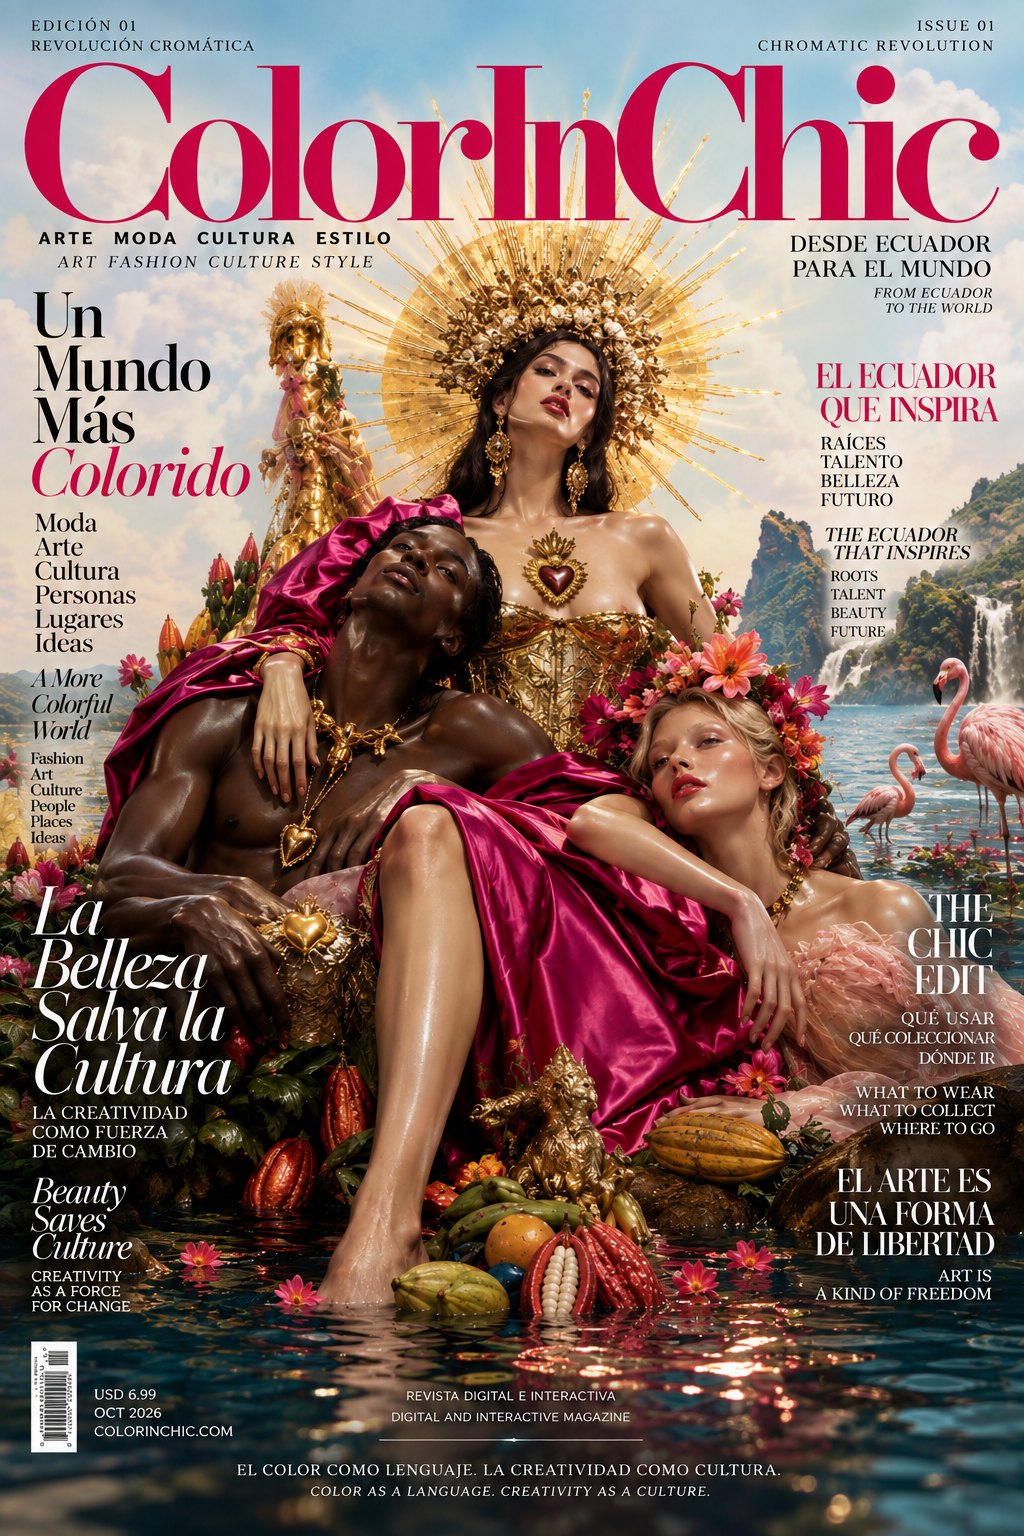 EDICIÓN 01
REVOLUCIÓN CROMÁTICA
ISSUE 01
CHROMATIC REVOLUTION
ColorInChic
ARTE MODA CULTURA ESTILO
ART FASHION CULTURE STYLE
DESDE ECUADOR
PARA EL MUNDO
FROM ECUADOR
TO THE WORLD
Un
Mundo
Más
Colorido
Moda
Arte
Cultura
Personas
Lugares
Ideas
A More
Colorful
World
Fashion
Art
Culture
People
Places
Ideas
EL ECUADOR
QUE INSPIRA
RAÍCES
TALENTO
BELLEZA
FUTURO
THE ECUADOR
THAT INSPIRES
ROOTS
TALENT
BEAUTY
FUTURE
La
Belleza
Salva la
Cultura
LA CREATIVIDAD
COMO FUERZA
DE CAMBIO
Beauty
Saves
Culture
CREATIVITY
AS A FORCE
FOR CHANGE
THE
CHIC
EDIT
QUÉ USAR
QUÉ COLECCIONAR
DÓNDE IR
WHAT TO WEAR
WHAT TO COLLECT
WHERE TO GO
EL ARTE ES
UNA FORMA
DE LIBERTAD
ART IS
A KIND OF FREEDOM
USD 6.99
OCT 2026
COLORINCHIC.COM
REVISTA DIGITAL E INTERACTIVA
DIGITAL AND INTERACTIVE MAGAZINE
EL COLOR COMO LENGUAJE. LA CREATIVIDAD COMO CULTURA.
COLOR AS A LANGUAGE. CREATIVITY AS A CULTURE.